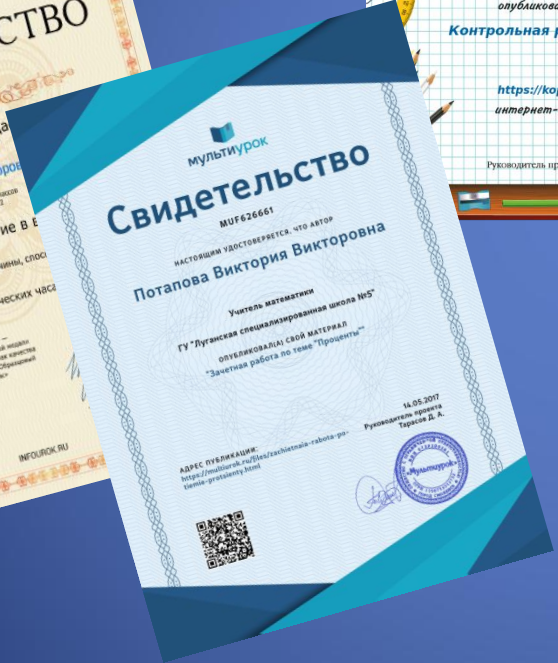 СТВО
INFOUROK.RU
мультиурок
Свидетельство
MUF626661
НАСТОЯЩИМ УДОСТОВЕРЯЕТСЯ, ЧТО АВТОР
Потапова Виктория Викторовна
Учитель математики
ГУ "Луганская специализированная школа №5"
ОПУБЛИКОВАЛ(А) СВОЙ МАТЕРИАЛ
"Зачетная работа по теме "Проценты""
14.05.2017
Руководитель проекта
Тарасов Д. А.
АДРЕС ПУБЛИКАЦИИ:
https://multiurok.ru/files/zachietnaia-rabota-po-
tiemie-protsienty.html
«Мультиурок»
опубликова
Контрольная р
https://kop
интернет-
Руководитель пр